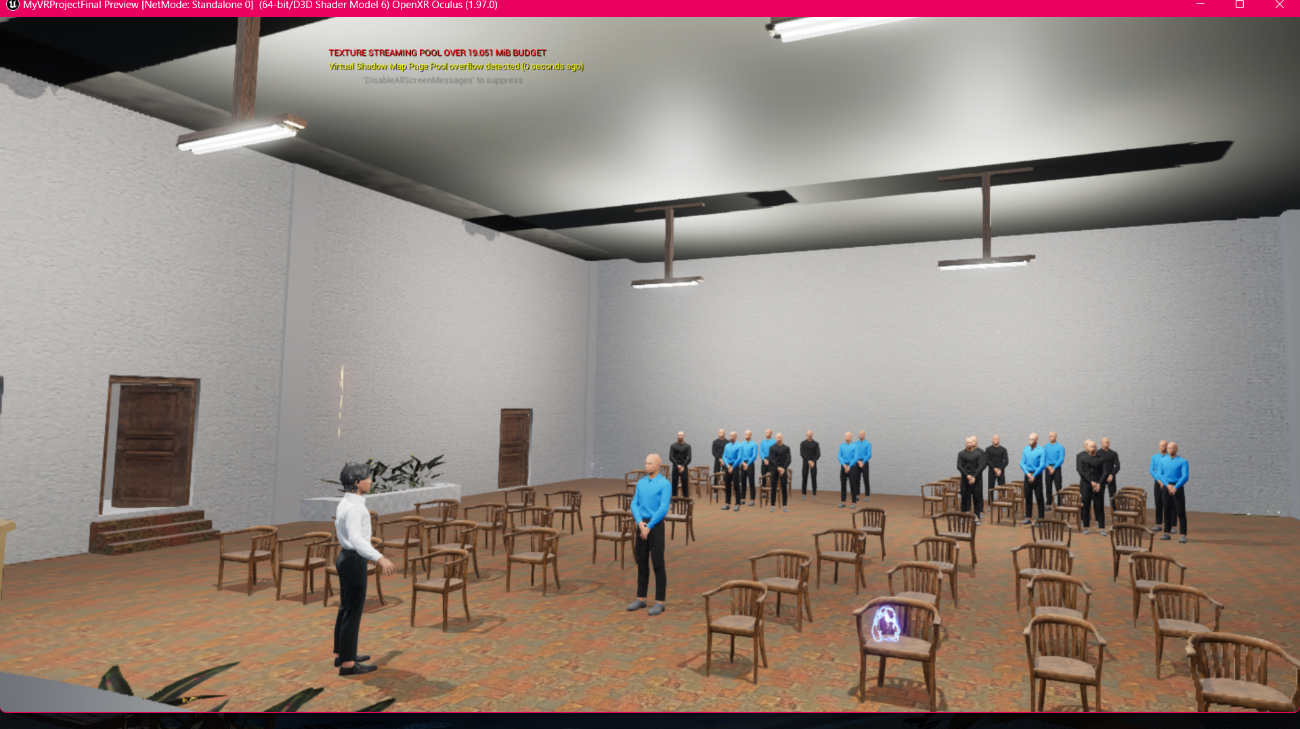 MyVRProjectFinal Preview [NetMode: Standalone 0]  (64-bit/D3D Shader Model 6) OpenXR Oculus (1.97.0)
TEXTURE STREAMING POOL OVER 19.051 MiB BUDGET
Virtual Shadow Map Page Pool overflow detected (0 seconds ago)
'DisableAllScreenMessages' to suppress